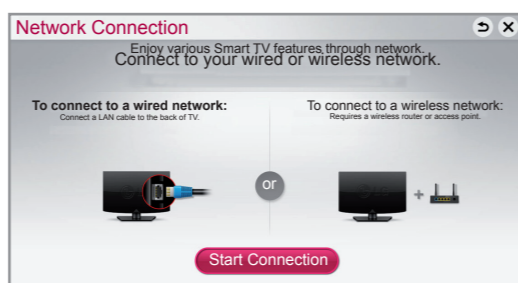 Network Connection
Enjoy various Smart TV features through network.
Connect to your wired or wireless network.
To connect to a wired network:
Connect a LAN cable to the back of TV.
To connect to a wireless network:
Requires a wireless router or access point.
or
Start Connection